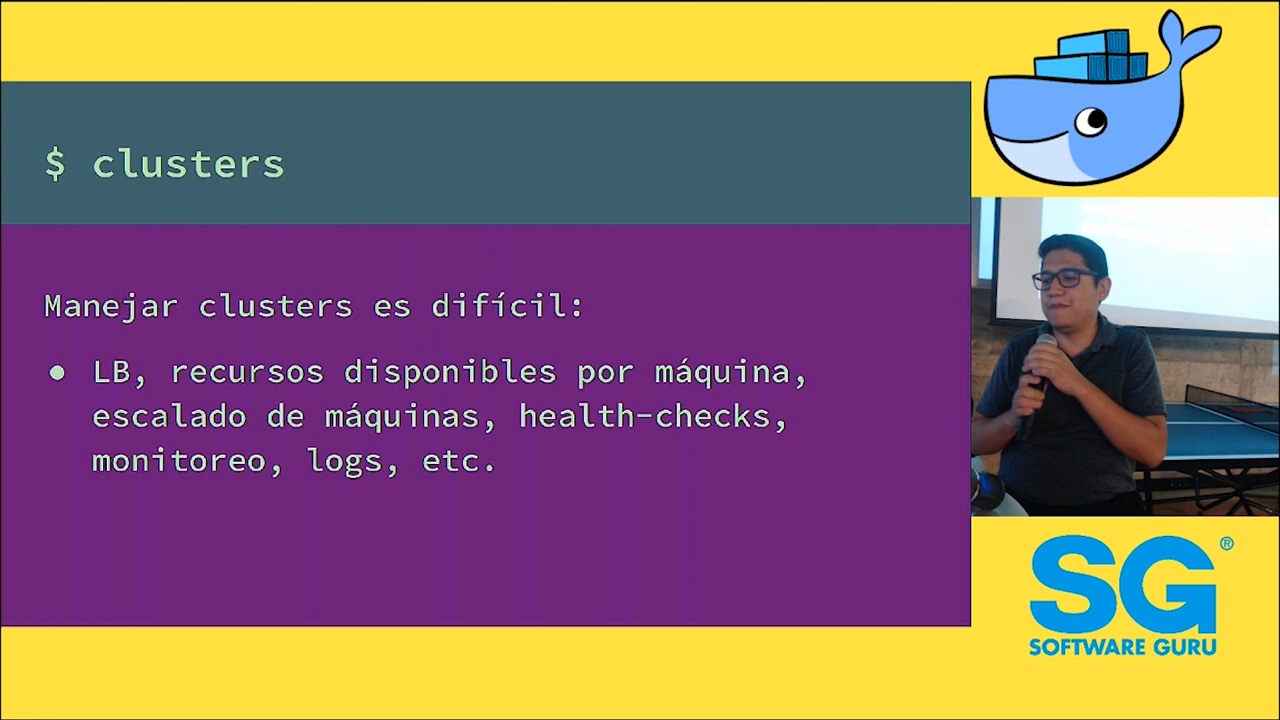 $ clusters
Manejar clusters es difícil:
● LB, recursos disponibles por máquina,
escalado de máquinas, health-checks,
monitoreo, logs, etc.
SG®
SOFTWARE GURU